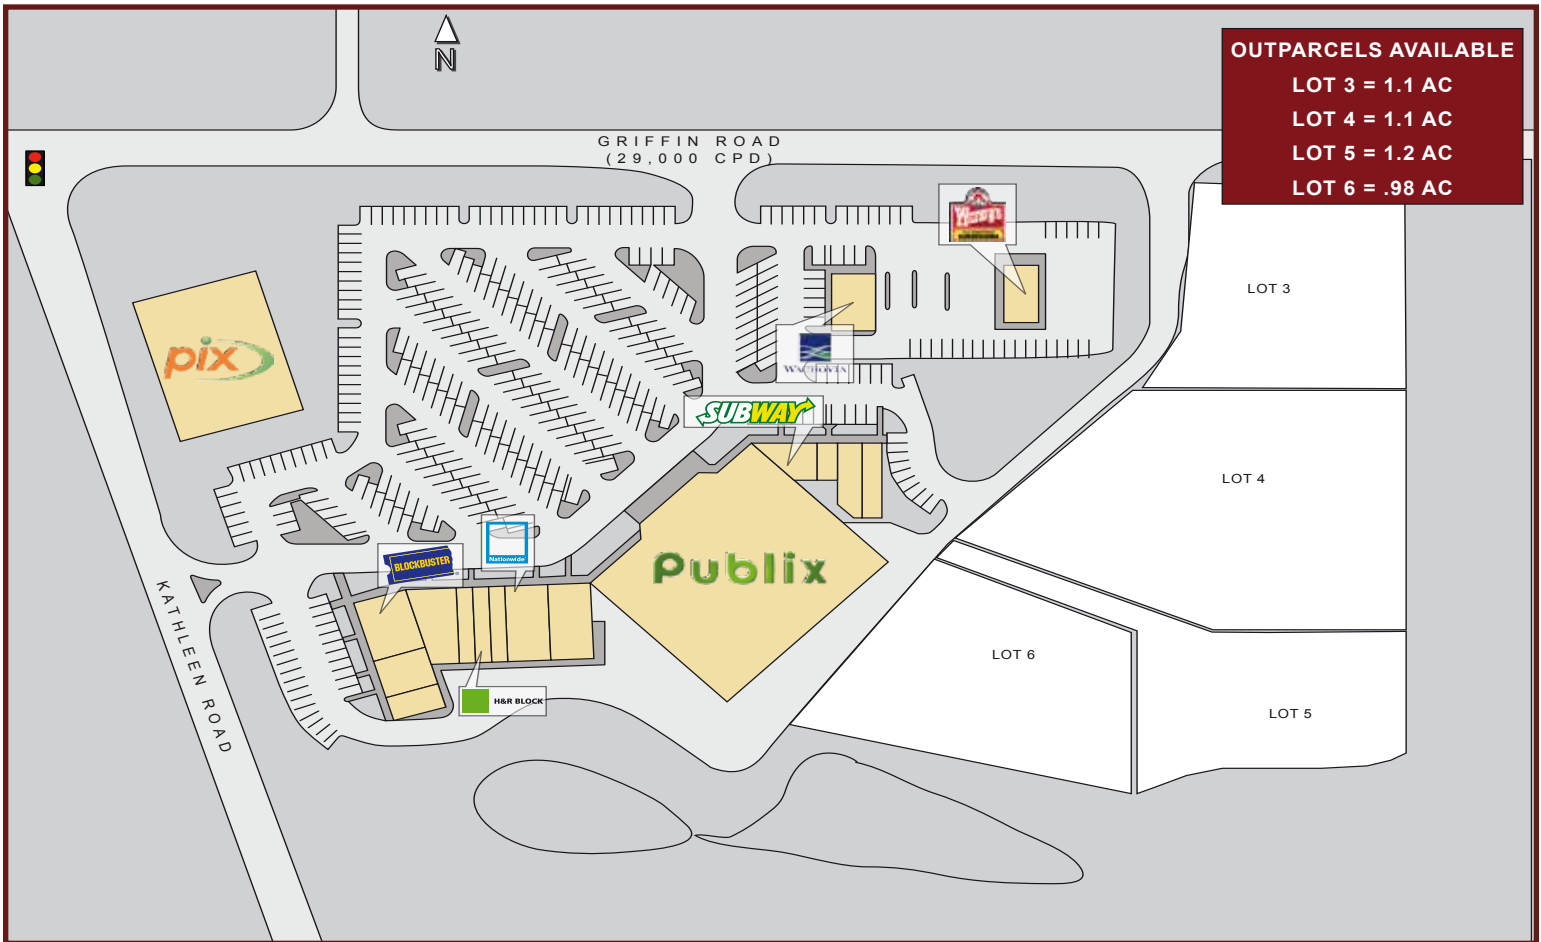 N
OUTPARCELS AVAILABLE
LOT 3 = 1.1 AC
LOT 4 = 1.1 AC
LOT 5 = 1.2 AC
LOT 6 = .98 AC
GRIFFIN ROAD
(29,000 CPD)
Wendy's
LOT 3
pix
WACHOVIA
SUBWAY
LOT 4
Nationwide
BLOCKBUSTER
Publix
KATHLEEN ROAD
LOT 6
H&R BLOCK
LOT 5